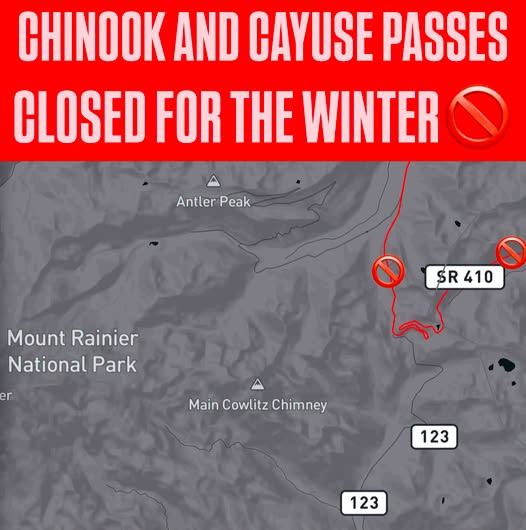 CHINOOK AND CAYUSE PASSES
CLOSED FOR THE WINTER
Antler Peak
SR 410
Mount Rainier
National Park
er
Main Cowlitz Chimney
123
123